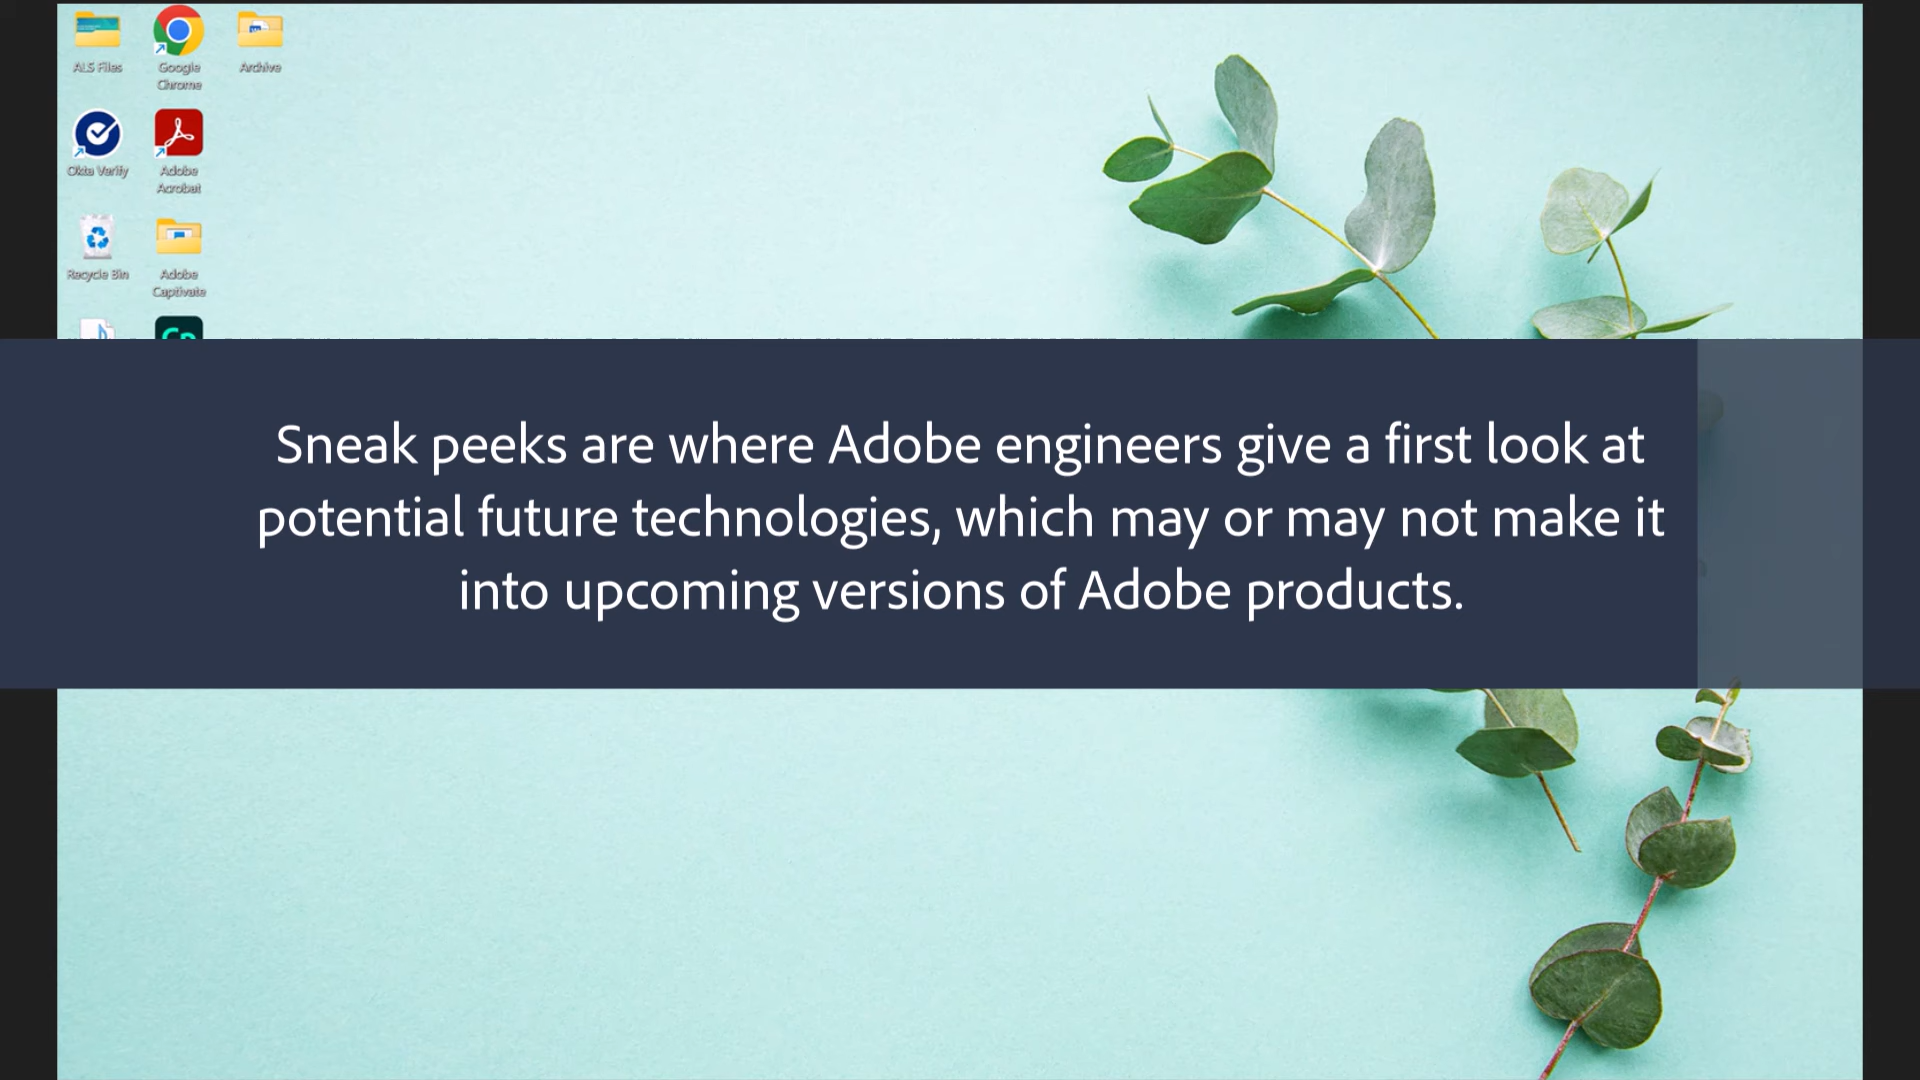 ALS Files
Google
Chrome
Archive
Okta Verify
Adobe
Acrobat
Recycle Bin
Adobe
Captivate
Cp
Sneak peeks are where Adobe engineers give a first look at
potential future technologies, which may or may not make it
into upcoming versions of Adobe products.